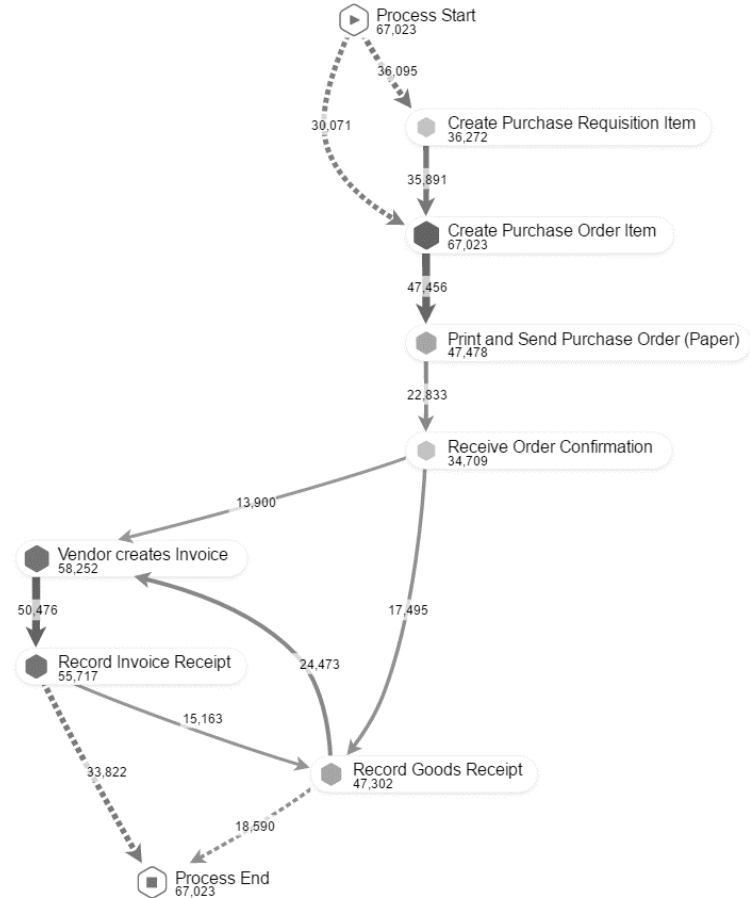 Process Start
67,023
36,095
30,071
Create Purchase Requisition Item
36,272
35,891
Create Purchase Order Item
67,023
47,456
Print and Send Purchase Order (Paper)
47,478
22,833
Receive Order Confirmation
34,709
13,900
Vendor creates Invoice
58,252
50,476
17,495
Record Invoice Receipt
55,717
24,473
15,163
33,822
Record Goods Receipt
47,302
18,590
Process End
67,023